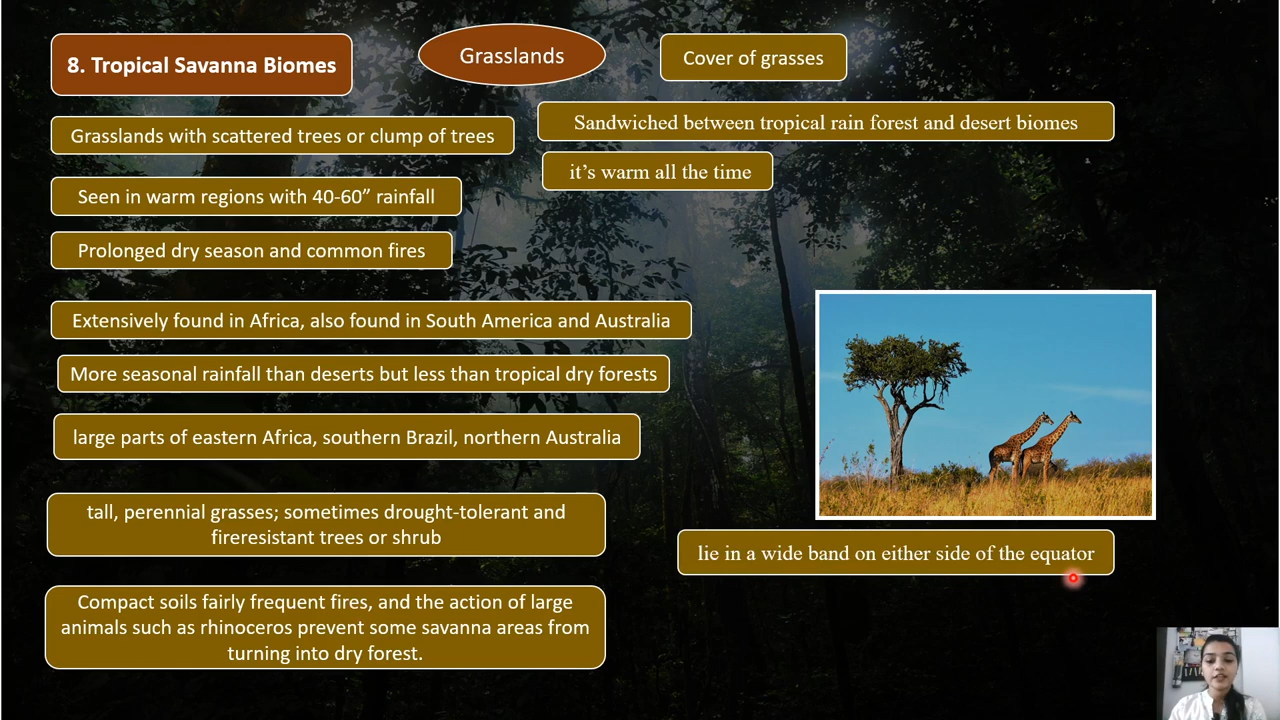 8. Tropical Savanna Biomes
Grasslands
Cover of grasses
Grasslands with scattered trees or clump of trees
Sandwiched between tropical rain forest and desert biomes
it’s warm all the time
Seen in warm regions with 40-60” rainfall
Prolonged dry season and common fires
Extensively found in Africa, also found in South America and Australia
More seasonal rainfall than deserts but less than tropical dry forests
large parts of eastern Africa, southern Brazil, northern Australia
tall, perennial grasses; sometimes drought-tolerant and
fireresistant trees or shrub
lie in a wide band on either side of the equator
Compact soils fairly frequent fires, and the action of large
animals such as rhinoceros prevent some savanna areas from
turning into dry forest.